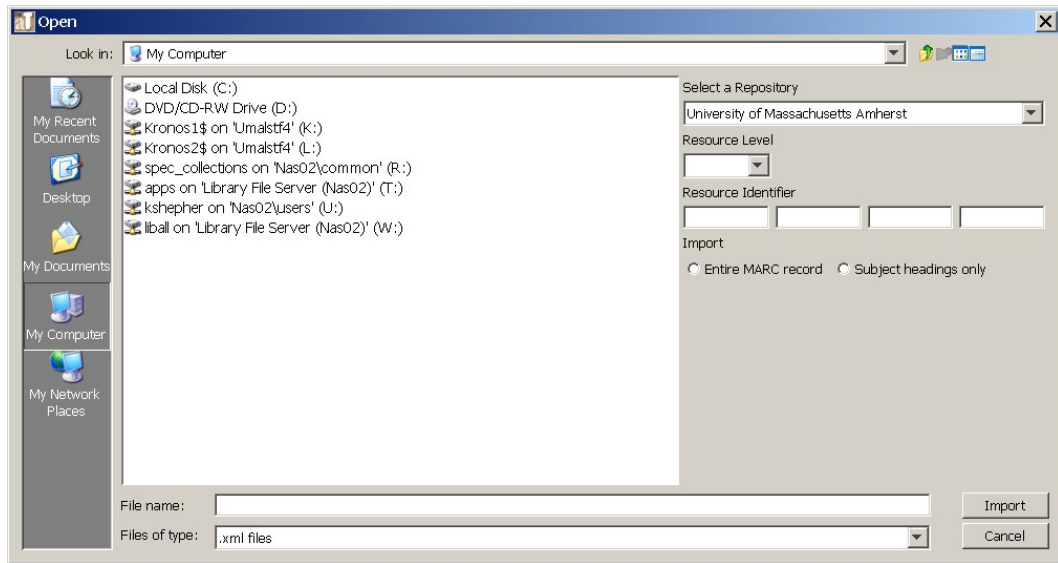 aT Open
Look in: My Computer
My Recent
Documents
Desktop
My Documents
My Computer
My Network
Places
Local Disk (C:)
DVD/CD-RW Drive (D:)
Kronos1$ on 'Umalstf4' (K:)
Kronos2$ on 'Umalstf4' (L:)
spec_collections on 'Nas02\common' (R:)
apps on 'Library File Server (Nas02)' (T:)
kshepher on 'Nas02\users' (U:)
liball on 'Library File Server (Nas02)' (W:)
Select a Repository
University of Massachusetts Amherst
Resource Level
Resource Identifier
Import
Entire MARC record Subject headings only
File name: Import
Files of type: .xml files Cancel